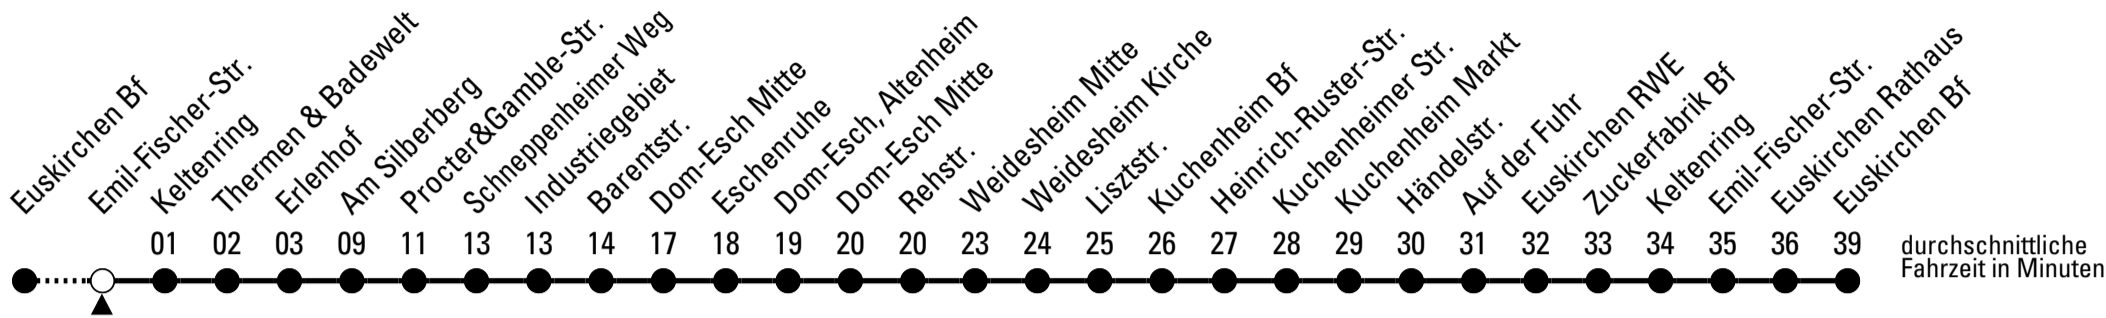 Euskirchen Bf
Emil-Fischer-Str.
Keltenring
Thermen & Badewelt
Erlenhof
Am Silberberg
Procter&Gamble-Str.
Schneppenheimer Weg
Industriegebiet
Barentstr.
Dom-Esch Mitte
Eschenruhe
Dom-Esch, Altenheim
Dom-Esch Mitte
Rehstr.
Weidesheim Mitte
Weidesheim Kirche
Lisztstr.
Kuchenheim Bf
Heinrich-Ruster-Str.
Kuchenheimer Str.
Kuchenheim Markt
Händelstr.
Auf der Fuhr
Euskirchen RWE
Zuckerfabrik Bf
Keltenring
Emil-Fischer-Str.
Euskirchen Rathaus
Euskirchen Bf
01 02 03 09 11 13 13 14 17 18 19 20 20 23 24 25 26 27 28 29 30 31 32 33 34 35 36 39
durchschnittliche
Fahrzeit in Minuten